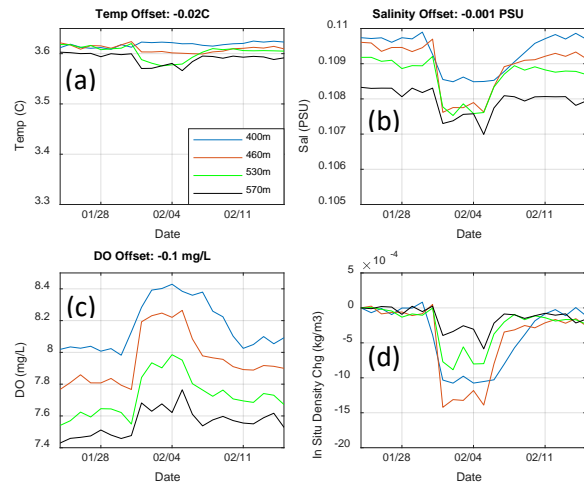 Temp Offset: -0.02C
Temp (C)
3.6
3.5
3.4
3.3
(a)
400m
460m
530m
570m
01/28 02/04 02/11
Date
Salinity Offset: -0.001 PSU
Sal (PSU)
0.11
0.109
0.108
0.107
0.106
0.105
(b)
01/28 02/04 02/11
Date
DO Offset: -0.1 mg/L
DO (mg/L)
8.4
8.2
8
7.8
7.6
7.4
(c)
01/28 02/04 02/11
Date
× 10⁻⁴
In Situ Density Chg (kg/m3)
5
0
-5
-10
-15
-20
(d)
01/28 02/04 02/11
Date